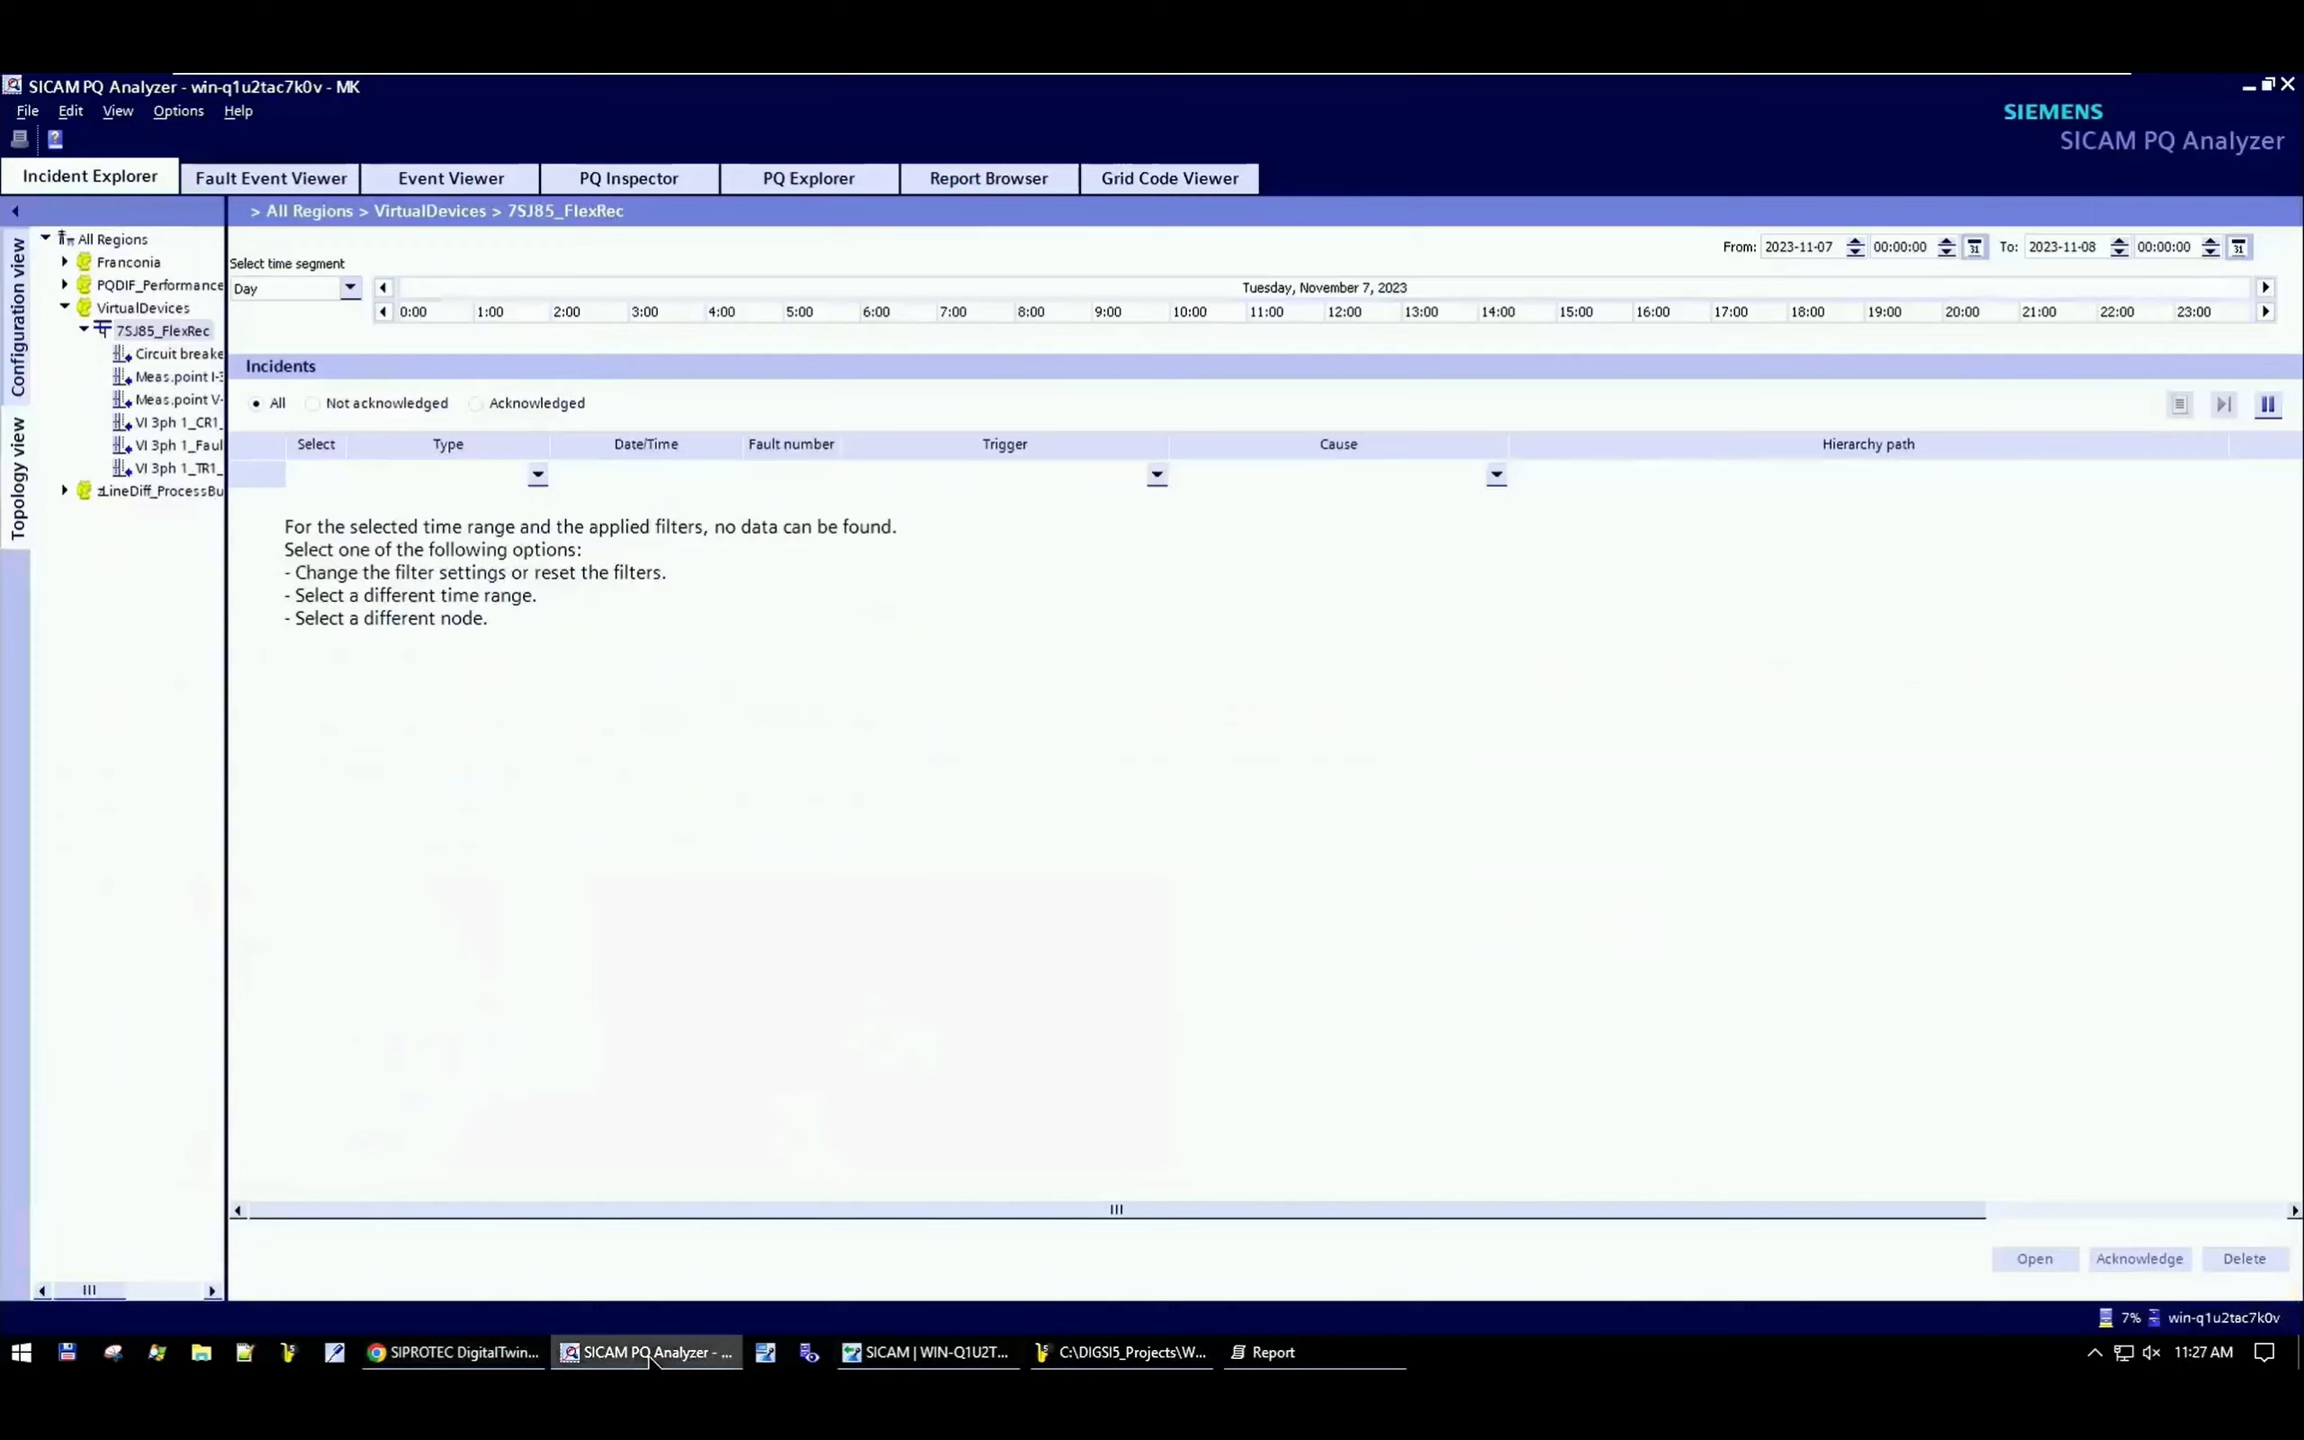 SICAM PQ Analyzer - win-q1u2tac7k0v - MK
File Edit View Options Help
SIEMENS
SICAM PQ Analyzer
Incident Explorer Fault Event Viewer Event Viewer PQ Inspector PQ Explorer Report Browser Grid Code Viewer
> All Regions > VirtualDevices > 7SJ85_FlexRec
Configuration view
Topology view
All Regions
Franconia
PQDIF_Performance
VirtualDevices
7SJ85_FlexRec
Circuit breake
Meas.point I-3
Meas.point V-
VI 3ph 1_CR1_
VI 3ph 1_Faul
VI 3ph 1_TR1_
LineDiff_ProcessBu
From: 2023-11-07 00:00:00 31 To: 2023-11-08 00:00:00 31
Select time segment
Day
Tuesday, November 7, 2023
0:00 1:00 2:00 3:00 4:00 5:00 6:00 7:00 8:00 9:00 10:00 11:00 12:00 13:00 14:00 15:00 16:00 17:00 18:00 19:00 20:00 21:00 22:00 23:00
Incidents
All Not acknowledged Acknowledged
Select Type Date/Time Fault number Trigger Cause Hierarchy path
For the selected time range and the applied filters, no data can be found.
Select one of the following options:
- Change the filter settings or reset the filters.
- Select a different time range.
- Select a different node.
Open Acknowledge Delete
7% win-q1u2tac7k0v
SIPROTEC DigitalTwin... SICAM PQ Analyzer - ... SICAM | WIN-Q1U2T... C:\DIGSI5_Projects\W... Report 11:27 AM